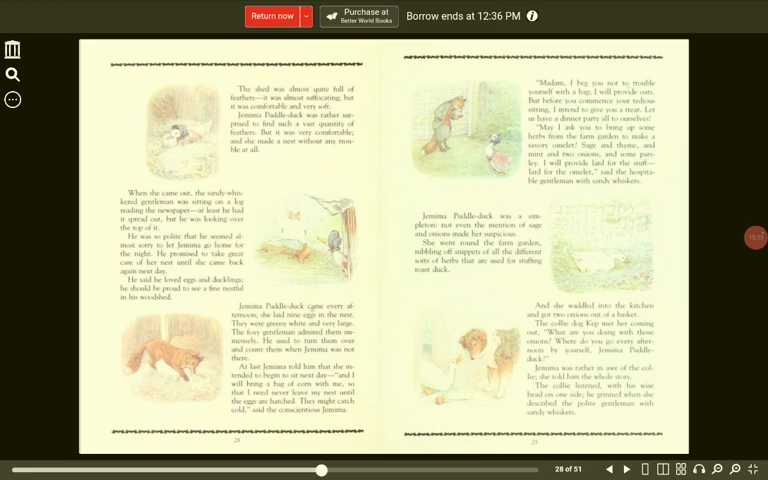 Return now
Purchase at
Better World Books
Borrow ends at 12:36 PM
The shed was almost quite full of
feathers—it was almost suffocating; but
it was comfortable and very soft.
Jemima Puddle-duck was rather sur-
prised to find such a vast quantity of
feathers. But it was very comfortable;
and she made a nest without any trou-
ble at all.
When she came out, the sandy-whis-
kered gentleman was sitting on a log
reading the newspaper—at least he had
it spread out, but he was looking over
the top of it.
He was so polite that he seemed al-
most sorry to let Jemima go home for
the night. He promised to take great
care of her nest until she came back
again next day.
He said he loved eggs and ducklings;
he should be proud to see a fine nestful
in his woodshed.
Jemima Puddle-duck came every af-
ternoon; she laid nine eggs in the nest.
They were greeny white and very large.
The foxy gentleman admired them im-
mensely. He used to turn them over
and count them when Jemima was not
there.
At last Jemima told him that she in-
tended to begin to sit next day—"and I
will bring a bag of corn with me, so
that I need never leave my nest until
the eggs are hatched. They might catch
cold," said the conscientious Jemima.
28
"Madam, I beg you not to trouble
yourself with a bag; I will provide oats.
But before you commence your tedious
sitting, I intend to give you a treat. Let
us have a dinner party all to ourselves!
"May I ask you to bring up some
herbs from the farm garden to make a
savory omelet? Sage and thyme, and
mint and two onions, and some pars-
ley. I will provide lard for the stuff—
lard for the omelet," said the hospita-
ble gentleman with sandy whiskers.
Jemima Puddle-duck was a sim-
pleton: not even the mention of sage
and onions made her suspicious.
She went round the farm garden,
nibbling off snippets of all the different
sorts of herbs that are used for stuffing
roast duck.
And she waddled into the kitchen
and got two onions out of a basket.
The collie dog Kep met her coming
out, "What are you doing with those
onions? Where do you go every after-
noon by yourself, Jemima Puddle-
duck?"
Jemima was rather in awe of the col-
lie; she told him the whole story.
The collie listened, with his wise
head on one side; he grinned when she
described the polite gentleman with
sandy whiskers.
29
28 of 51